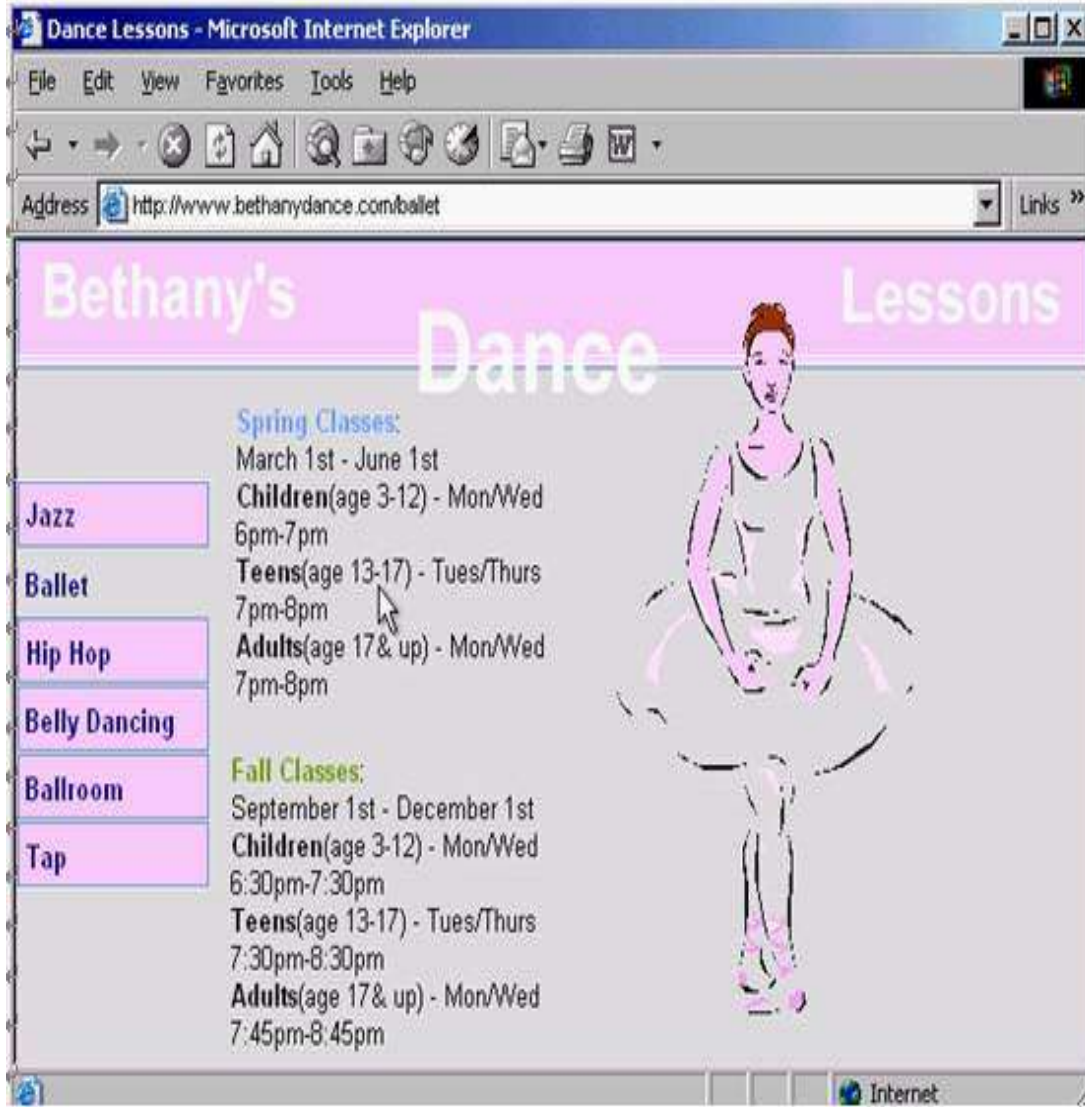 Dance Lessons - Microsoft Internet Explorer
File Edit View Favorites Tools Help
W
Address http://www.bethanydance.com/ballet Links »
Bethany's Dance Lessons
Jazz
Ballet
Hip Hop
Belly Dancing
Ballroom
Tap
Spring Classes:
March 1st - June 1st
Children(age 3-12) - Mon/Wed
6pm-7pm
Teens(age 13-17) - Tues/Thurs
7pm-8pm
Adults(age 17& up) - Mon/Wed
7pm-8pm
Fall Classes:
September 1st - December 1st
Children(age 3-12) - Mon/Wed
6:30pm-7:30pm
Teens(age 13-17) - Tues/Thurs
7:30pm-8:30pm
Adults(age 17& up) - Mon/Wed
7:45pm-8:45pm
Internet